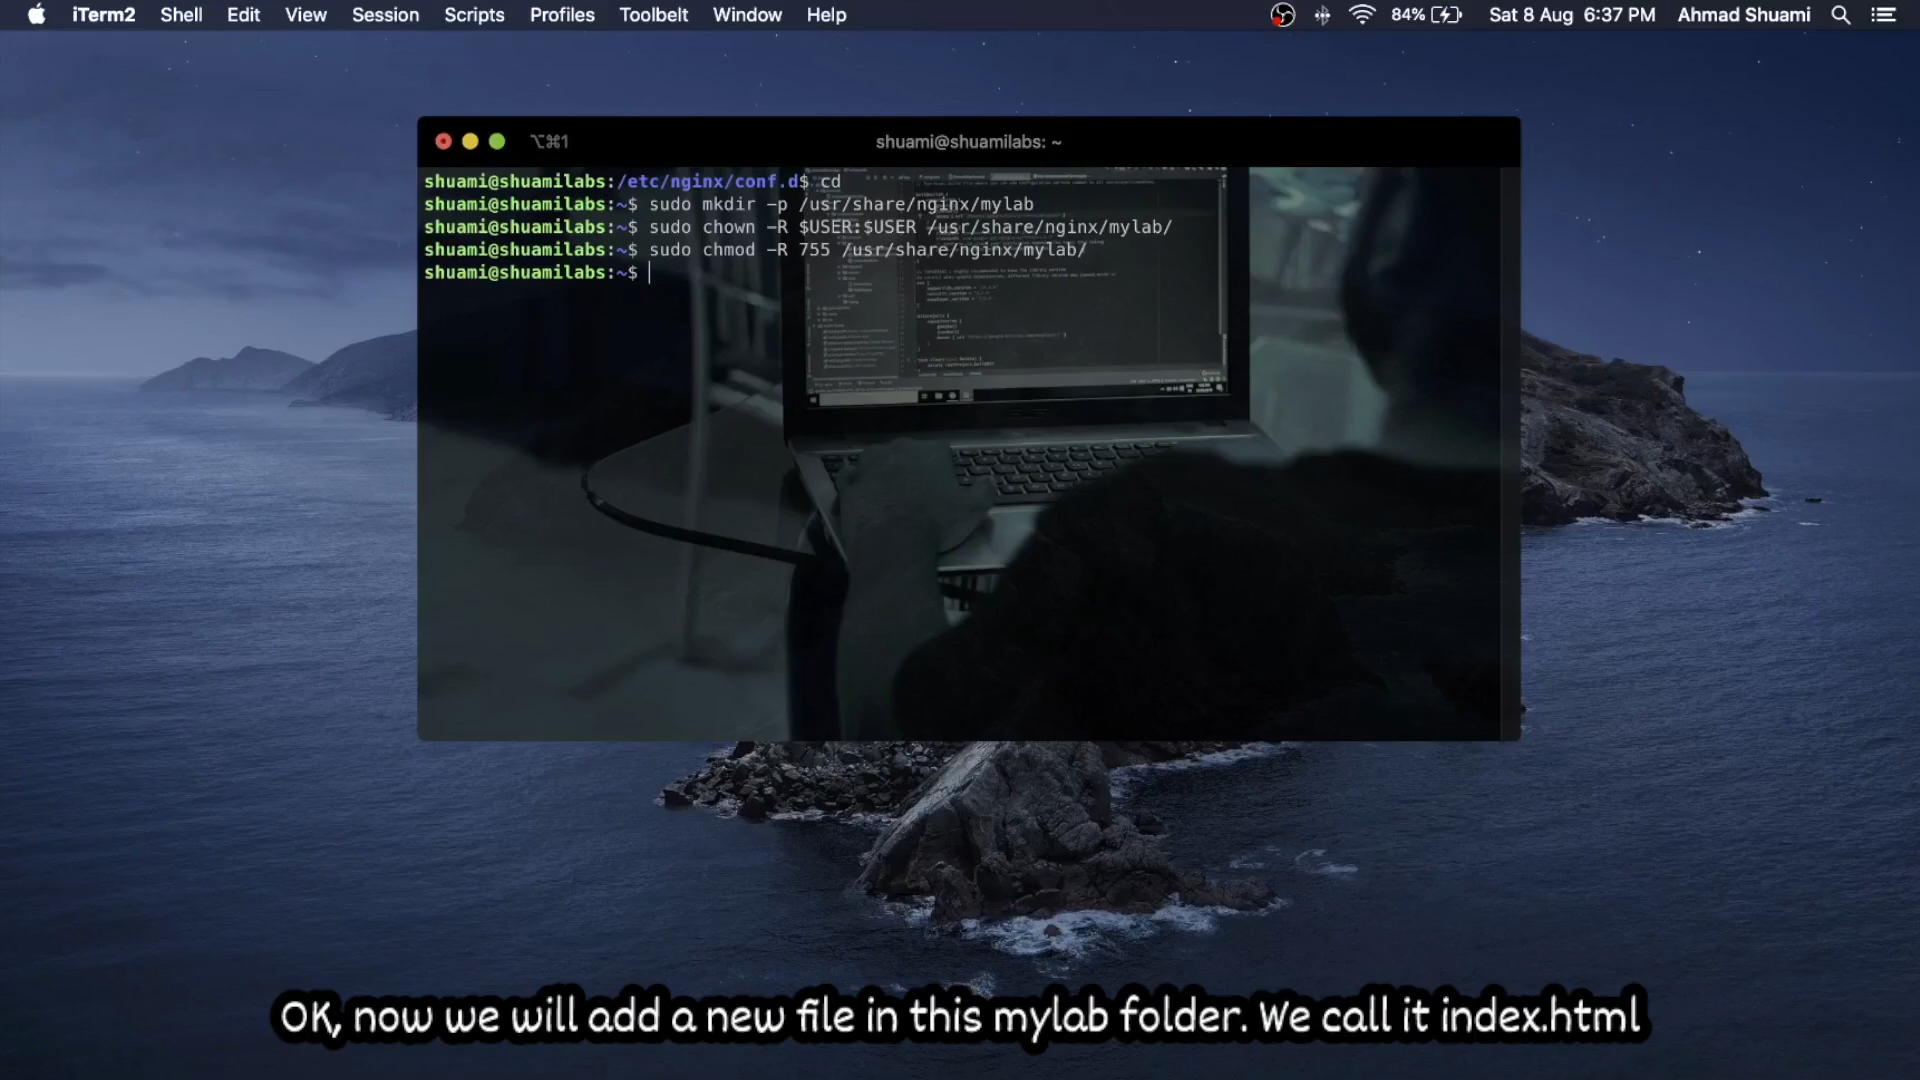 iTerm2 Shell Edit View Session Scripts Profiles Toolbelt Window Help 84% Sat 8 Aug 6:37 PM Ahmad Shuami
⌥⌘1 shuami@shuamilabs: ~
shuami@shuamilabs:/etc/nginx/conf.d$ cd
shuami@shuamilabs:~$ sudo mkdir -p /usr/share/nginx/mylab
shuami@shuamilabs:~$ sudo chown -R $USER:$USER /usr/share/nginx/mylab/
shuami@shuamilabs:~$ sudo chmod -R 755 /usr/share/nginx/mylab/
shuami@shuamilabs:~$
OK, now we will add a new file in this mylab folder. We call it index.html